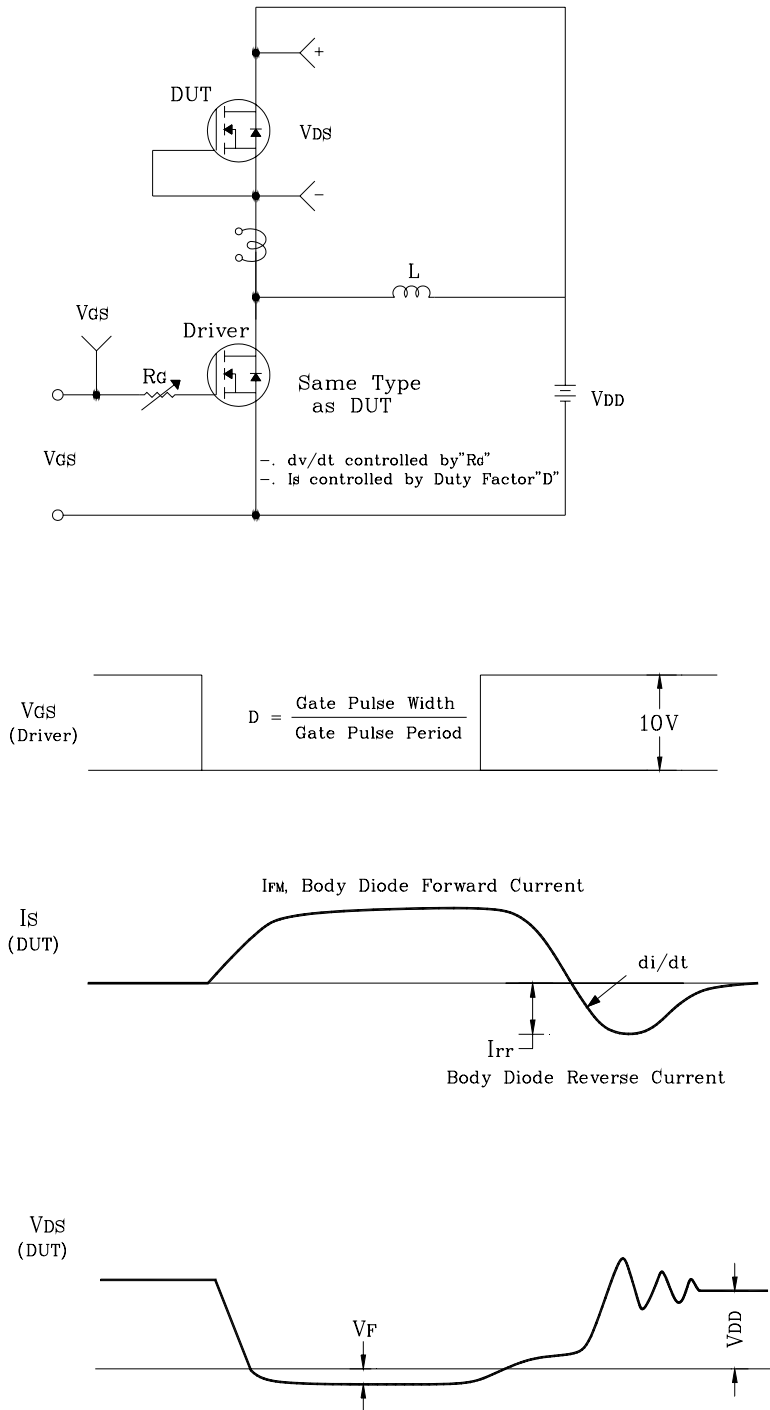 +
DUT
VDS
−
L
VGS
Driver
RG
Same Type
as DUT
VDD
VGS
−. dv/dt controlled by"RG"
−. IS controlled by Duty Factor"D"
VGS
(Driver)
D = Gate Pulse Width
Gate Pulse Period
10V
IFM, Body Diode Forward Current
IS
(DUT)
di/dt
Irr
Body Diode Reverse Current
VDS
(DUT)
VF
VDD